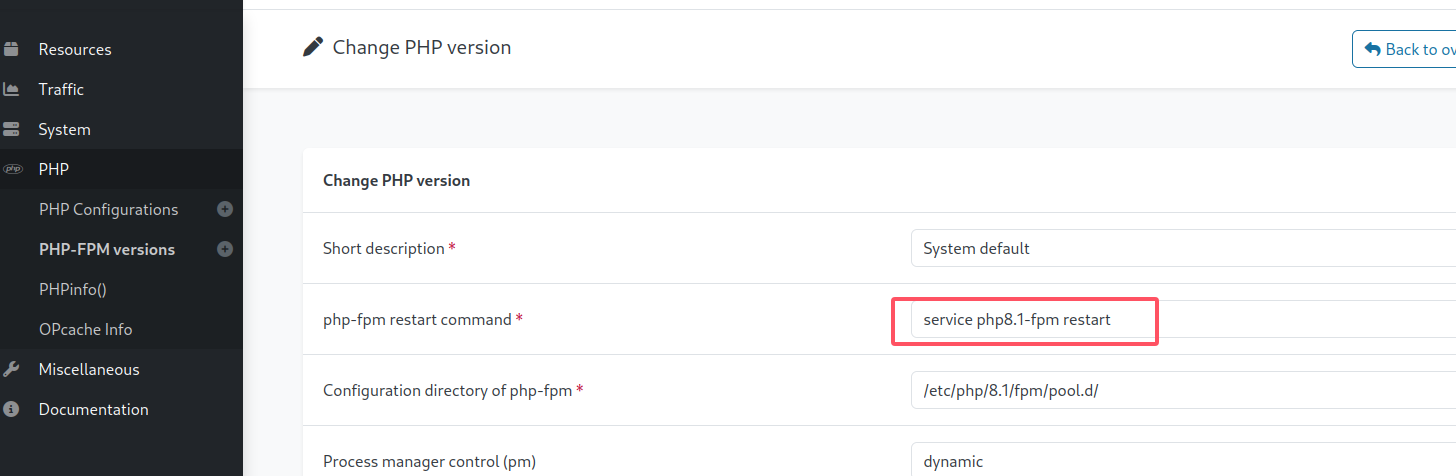 Resources
Traffic
System
php PHP
PHP Configurations
PHP-FPM versions
PHPinfo()
OPcache Info
Miscellaneous
Documentation
Change PHP version
Back to ov
Change PHP version
Short description * System default
php-fpm restart command * service php8.1-fpm restart
Configuration directory of php-fpm * /etc/php/8.1/fpm/pool.d/
Process manager control (pm) dynamic